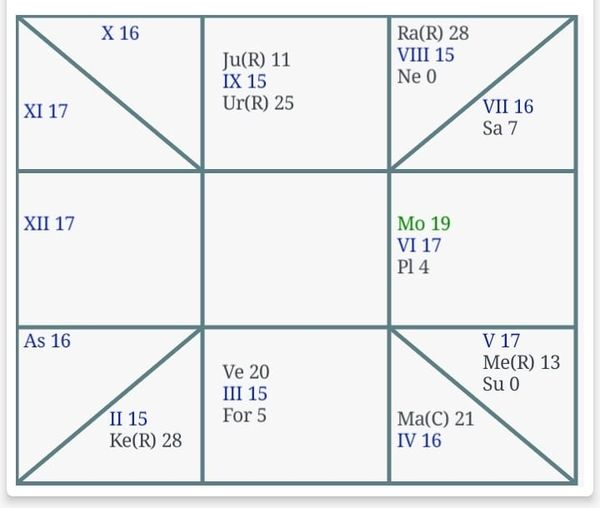 X 16
XI 17
Ju(R) 11
IX 15
Ur(R) 25
Ra(R) 28
VIII 15
Ne 0
VII 16
Sa 7
XII 17
Mo 19
VI 17
Pl 4
As 16
II 15
Ke(R) 28
Ve 20
III 15
For 5
Ma(C) 21
IV 16
V 17
Me(R) 13
Su 0